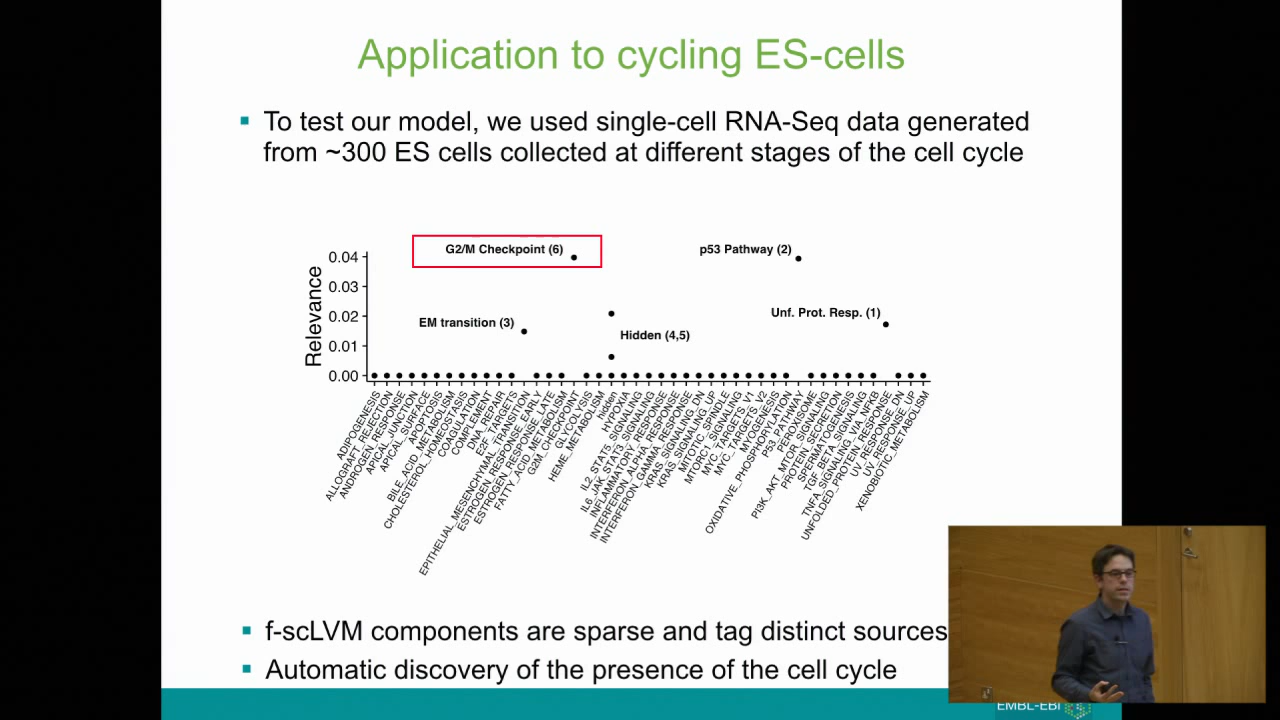 Application to cycling ES-cells
To test our model, we used single-cell RNA-Seq data generated
from ~300 ES cells collected at different stages of the cell cycle
G2/M Checkpoint (6)
p53 Pathway (2)
EM transition (3)
Hidden (4,5)
Unf. Prot. Resp. (1)
Relevance
0.04
0.03
0.02
0.01
0.00
ADIPOGENESIS
ALLOGRAFT_REJECTION
ANDROGEN_RESPONSE
APICAL_JUNCTION
APICAL_SURFACE
APOPTOSIS
BILE_ACID_METABOLISM
CHOLESTEROL_HOMEOSTASIS
COAGULATION
COMPLEMENT
DNA_REPAIR
E2F_TARGETS
EPITHELIAL_MESENCHYMAL_TRANSITION
ESTROGEN_RESPONSE_EARLY
ESTROGEN_RESPONSE_LATE
FATTY_ACID_METABOLISM
G2M_CHECKPOINT
GLYCOLYSIS
HEME_METABOLISM
hidden
HYPOXIA
IL2_STAT5_SIGNALING
IL6_JAK_STAT3_SIGNALING
INFLAMMATORY_RESPONSE
INTERFERON_ALPHA_RESPONSE
INTERFERON_GAMMA_RESPONSE
KRAS_SIGNALING_DN
KRAS_SIGNALING_UP
MITOTIC_SPINDLE
MTORC1_SIGNALING
MYC_TARGETS_V1
MYC_TARGETS_V2
MYOGENESIS
OXIDATIVE_PHOSPHORYLATION
P53_PATHWAY
PEROXISOME
PI3K_AKT_MTOR_SIGNALING
PROTEIN_SECRETION
SPERMATOGENESIS
TGF_BETA_SIGNALING
TNFA_SIGNALING_VIA_NFKB
UNFOLDED_PROTEIN_RESPONSE
UV_RESPONSE_DN
UV_RESPONSE_UP
XENOBIOTIC_METABOLISM
f-scLVM components are sparse and tag distinct sources
Automatic discovery of the presence of the cell cycle
EMBL-EBI